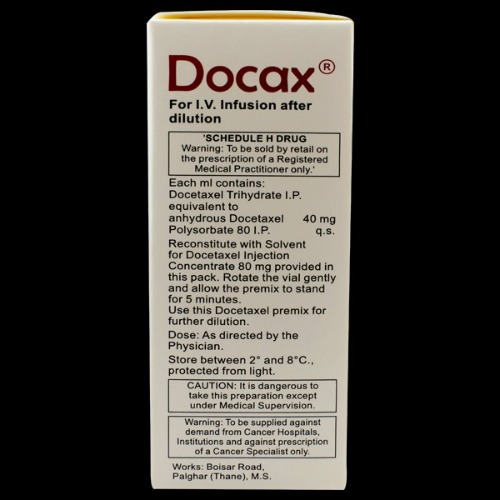 Docax®
For I.V. Infusion after
dilution
'SCHEDULE H DRUG
Warning: To be sold by retail on
the prescription of a Registered
Medical Practitioner only.'
Each ml contains:
Docetaxel Trihydrate I.P.
equivalent to
anhydrous Docetaxel 40 mg
Polysorbate 80 I.P. q.s.
Reconstitute with Solvent
for Docetaxel Injection
Concentrate 80 mg provided in
this pack. Rotate the vial gently
and allow the premix to stand
for 5 minutes.
Use this Docetaxel premix for
further dilution.
Dose: As directed by the
Physician.
Store between 2° and 8°C.,
protected from light.
CAUTION: It is dangerous to
take this preparation except
under Medical Supervision.
Warning: To be supplied against
demand from Cancer Hospitals,
Institutions and against prescription
of a Cancer Specialist only.
Works: Boisar Road,
Palghar (Thane), M.S.